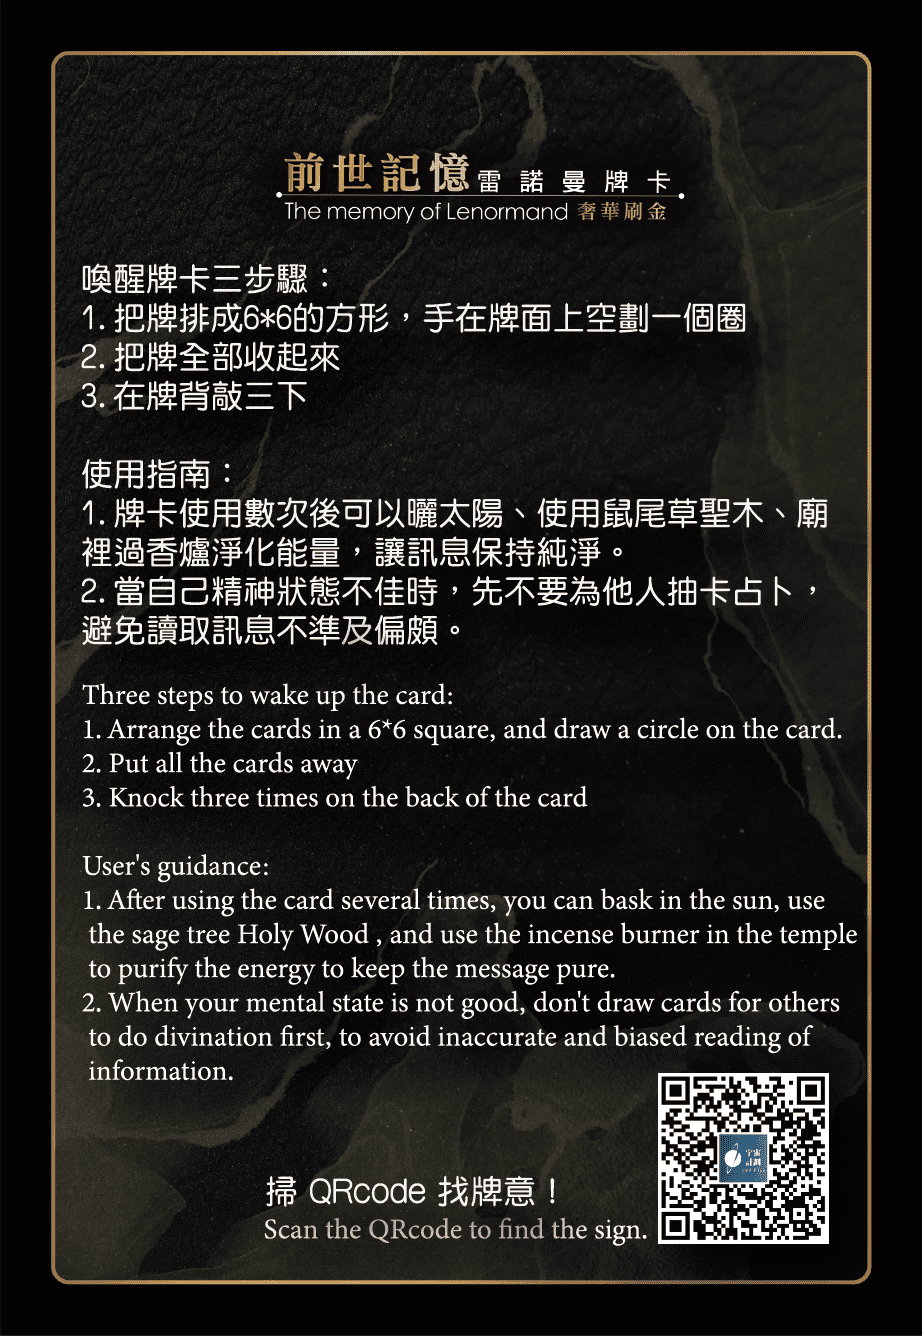 前世記憶雷諾曼牌卡
The memory of Lenormand 奢華刷金
喚醒牌卡三步驟：
1. 把牌排成6*6的方形，手在牌面上空劃一個圈
2. 把牌全部收起來
3. 在牌背敲三下
使用指南：
1. 牌卡使用數次後可以曬太陽、使用鼠尾草聖木、廟
裡過香爐淨化能量，讓訊息保持純淨。
2. 當自己精神狀態不佳時，先不要為他人抽卡占卜，
避免讀取訊息不準及偏頗。
Three steps to wake up the card:
1. Arrange the cards in a 6*6 square, and draw a circle on the card.
2. Put all the cards away
3. Knock three times on the back of the card
User's guidance:
1. After using the card several times, you can bask in the sun, use
the sage tree Holy Wood , and use the incense burner in the temple
to purify the energy to keep the message pure.
2. When your mental state is not good, don't draw cards for others
to do divination first, to avoid inaccurate and biased reading of
information.
掃 QRcode 找牌意！
Scan the QRcode to find the sign.
宇宙
計劃